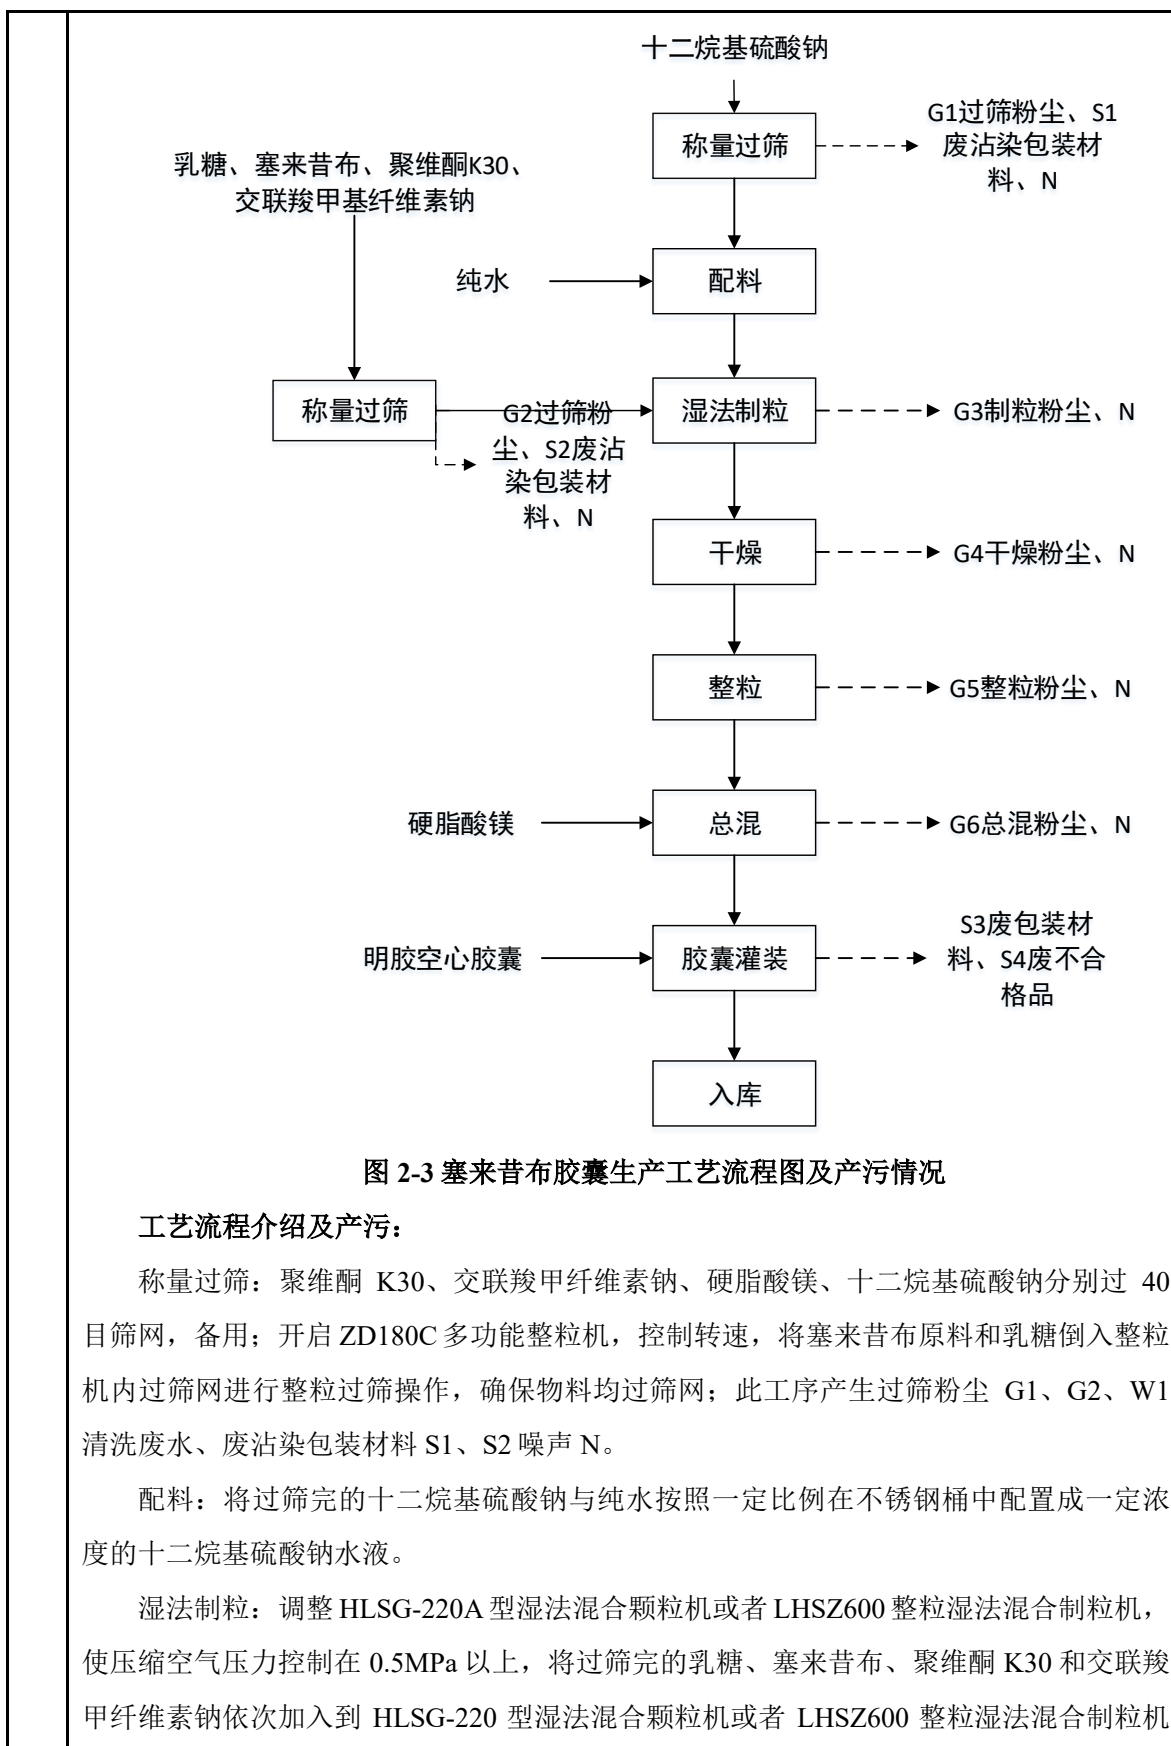 十二烷基硫酸钠
称量过筛
G1过筛粉尘、S1
废沾染包装材
料、N
乳糖、塞来昔布、聚维酮K30、
交联羧甲基纤维素钠
纯水
配料
称量过筛
G2过筛粉
尘、S2废沾
染包装材
料、N
湿法制粒
G3制粒粉尘、N
干燥
G4干燥粉尘、N
整粒
G5整粒粉尘、N
硬脂酸镁
总混
G6总混粉尘、N
明胶空心胶囊
胶囊灌装
S3废包装材
料、S4废不合
格品
入库
图 2-3 塞来昔布胶囊生产工艺流程图及产污情况
工艺流程介绍及产污：
称量过筛：聚维酮 K30、交联羧甲纤维素钠、硬脂酸镁、十二烷基硫酸钠分别过 40
目筛网，备用；开启 ZD180C 多功能整粒机，控制转速，将塞来昔布原料和乳糖倒入整粒
机内过筛网进行整粒过筛操作，确保物料均过筛网；此工序产生过筛粉尘 G1、G2、W1
清洗废水、废沾染包装材料 S1、S2 噪声 N。
配料：将过筛完的十二烷基硫酸钠与纯水按照一定比例在不锈钢桶中配置成一定浓
度的十二烷基硫酸钠水液。
湿法制粒：调整 HLSG-220A 型湿法混合颗粒机或者 LHSZ600 整粒湿法混合制粒机，
使压缩空气压力控制在 0.5MPa 以上，将过筛完的乳糖、塞来昔布、聚维酮 K30 和交联羧
甲纤维素钠依次加入到 HLSG-220 型湿法混合颗粒机或者 LHSZ600 整粒湿法混合制粒机